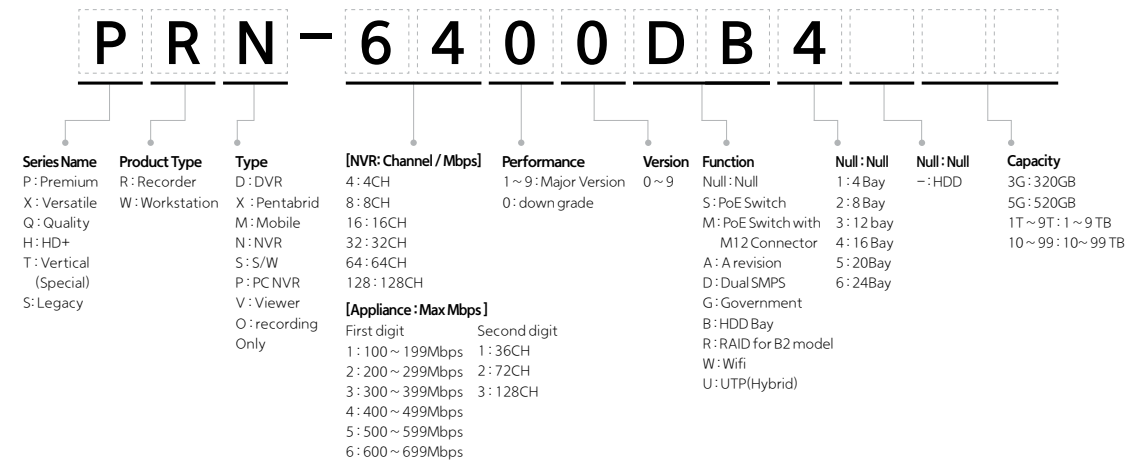 PRN-6400DB4
Series Name
P : Premium
X : Versatile
Q : Quality
H : HD+
T : Vertical
(Special)
S: Legacy
Product Type
R : Recorder
W : Workstation
Type
D : DVR
X : Pentabrid
M : Mobile
N : NVR
S : S/W
P : PC NVR
V : Viewer
O : recording
Only
[NVR: Channel / Mbps]
4 : 4CH
8 : 8CH
16 : 16CH
32 : 32CH
64 : 64CH
128 : 128CH
[Appliance : Max Mbps ]
First digit
1 : 100 ~ 199Mbps
2 : 200 ~ 299Mbps
3 : 300 ~ 399Mbps
4 : 400 ~ 499Mbps
5 : 500 ~ 599Mbps
6 : 600 ~ 699Mbps
Second digit
1 : 36CH
2 : 72CH
3 : 128CH
Performance
1 ~ 9 : Major Version
0 : down grade
Version
0 ~ 9
Function
Null : Null
S : PoE Switch
M : PoE Switch with
M12 Connector
A : A revision
D : Dual SMPS
G : Government
B : HDD Bay
R : RAID for B2 model
W : Wifi
U : UTP(Hybrid)
Null : Null
1 : 4 Bay
2 : 8 Bay
3 : 12 bay
4 : 16 Bay
5 : 20Bay
6 : 24Bay
Null : Null
– : HDD
Capacity
3G : 320GB
5G : 520GB
1T ~ 9T : 1 ~ 9 TB
10 ~ 99 : 10~ 99 TB